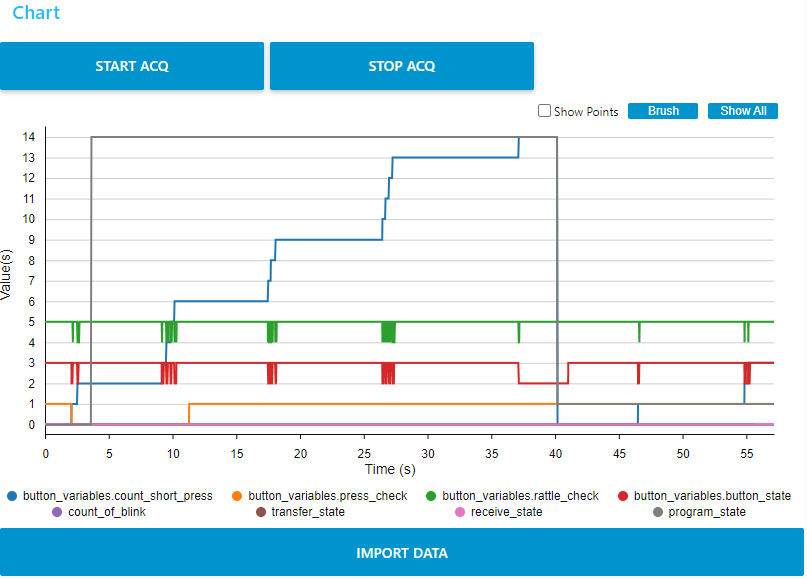 Chart
START ACQ STOP ACQ
Show Points Brush Show All
14
13
12
11
10
9
8
7
6
5
4
3
2
1
0
Value(s)
0 5 10 15 20 25 30 35 40 45 50 55
Time (s)
button_variables.count_short_press button_variables.press_check button_variables.rattle_check button_variables.button_state
count_of_blink transfer_state receive_state program_state
IMPORT DATA